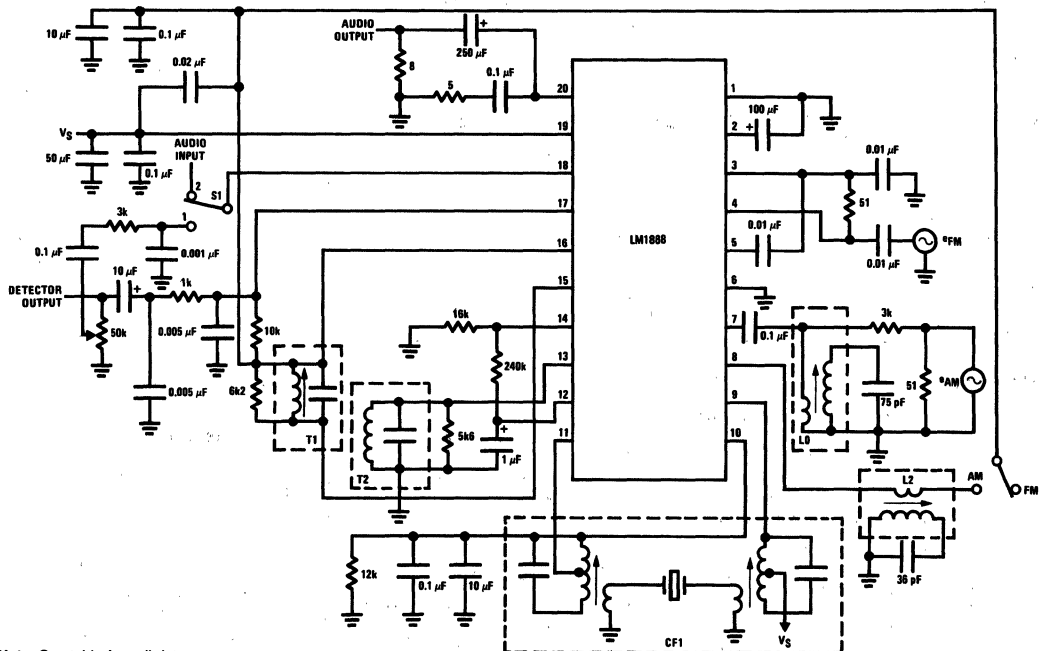 10 µF
0.1 µF
AUDIO
OUTPUT
+
250 µF
8
0.02 µF
5
0.1 µF
20
1
100 µF
+
2
VS
19
50 µF
0.1 µF
AUDIO
INPUT
2
S1
18
3
0.01 µF
3k
1
0.001 µF
17
4
51
LM1888
0.1 µF
16
5
0.01 µF
0.01 µF
eFM
10 µF
+
1k
DETECTOR
OUTPUT
15
6
50k
0.005 µF
10k
16k
14
7
0.1 µF
3k
0.005 µF
6k2
240k
13
8
75 pF
51
eAM
T1
12
9
L0
5k6
+
1 µF
11
10
T2
L2
AM
FM
36 pF
12k
0.1 µF
10 µF
CF1
VS